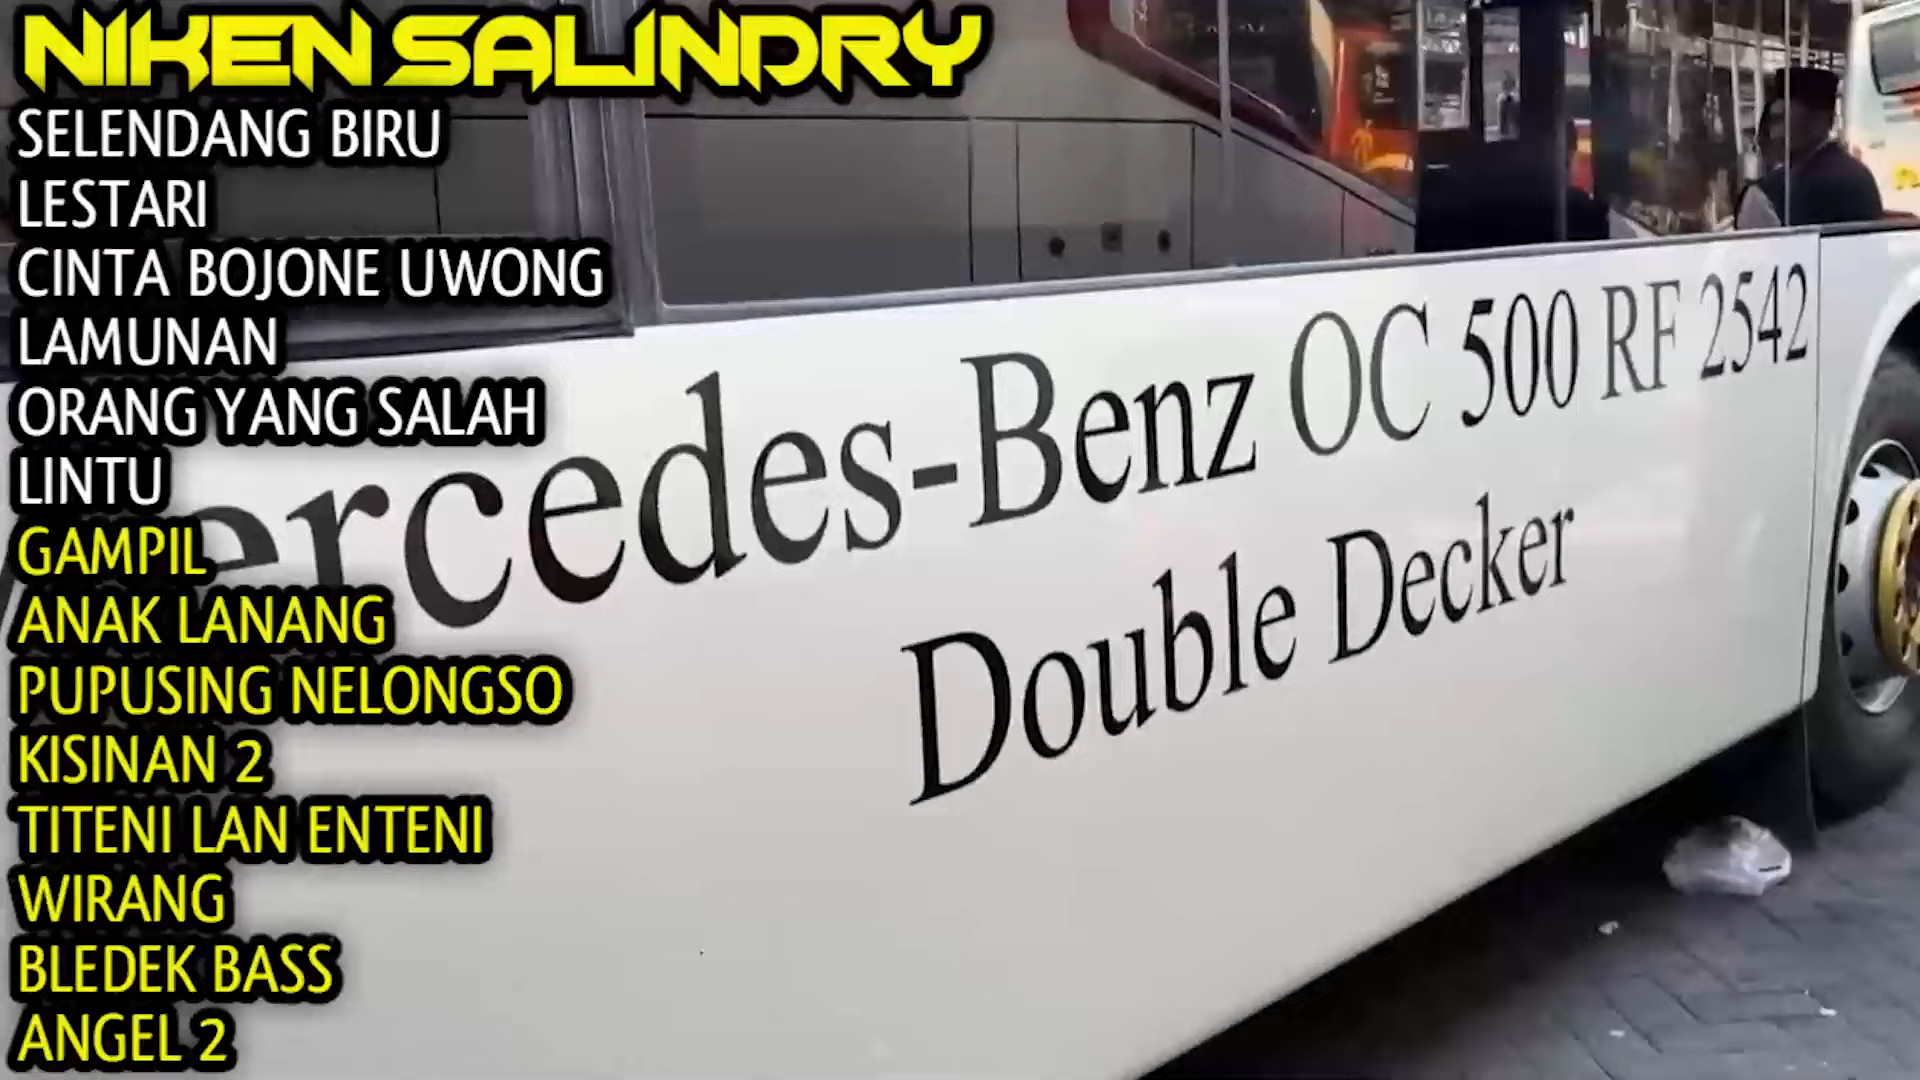 NIKEN SALINDRY
SELENDANG BIRU
LESTARI
CINTA BOJONE UWONG
LAMUNAN
ORANG YANG SALAH
LINTU
GAMPIL
ANAK LANANG
PUPUSING NELONGSO
KISINAN 2
TITENI LAN ENTENI
WIRANG
BLEDEK BASS
ANGEL 2
Mercedes-Benz OC 500 RF 2542
Double Decker